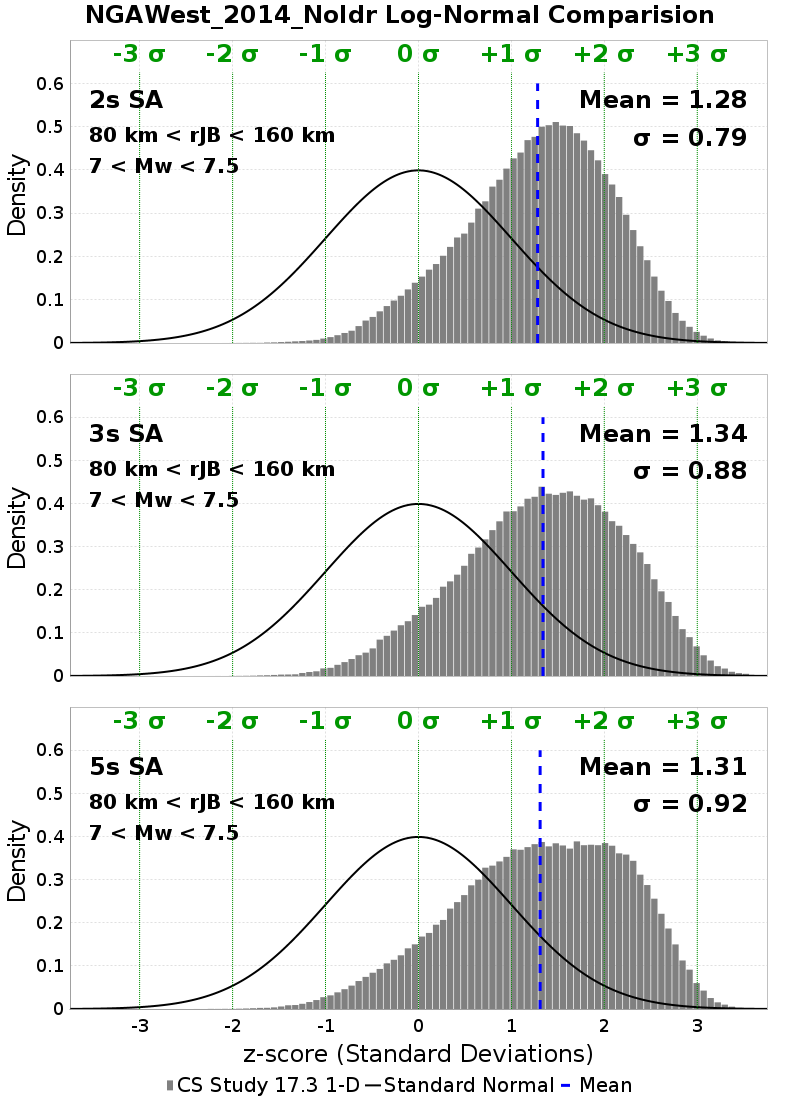 NGAWest_2014_NoIdr Log-Normal Comparision
-3 σ -2 σ -1 σ 0 σ +1 σ +2 σ +3 σ
0.6
2s SA Mean = 1.28
0.5
80 km < rJB < 160 km σ = 0.79
0.4
7 < Mw < 7.5
0.3
0.2
0.1
0
Density
-3 σ -2 σ -1 σ 0 σ +1 σ +2 σ +3 σ
0.6
3s SA Mean = 1.34
0.5
80 km < rJB < 160 km σ = 0.88
0.4
7 < Mw < 7.5
0.3
0.2
0.1
0
Density
-3 σ -2 σ -1 σ 0 σ +1 σ +2 σ +3 σ
0.6
5s SA Mean = 1.31
0.5
80 km < rJB < 160 km σ = 0.92
0.4
7 < Mw < 7.5
0.3
0.2
0.1
0
Density
-3 -2 -1 0 1 2 3
z-score (Standard Deviations)
CS Study 17.3 1-D Standard Normal Mean